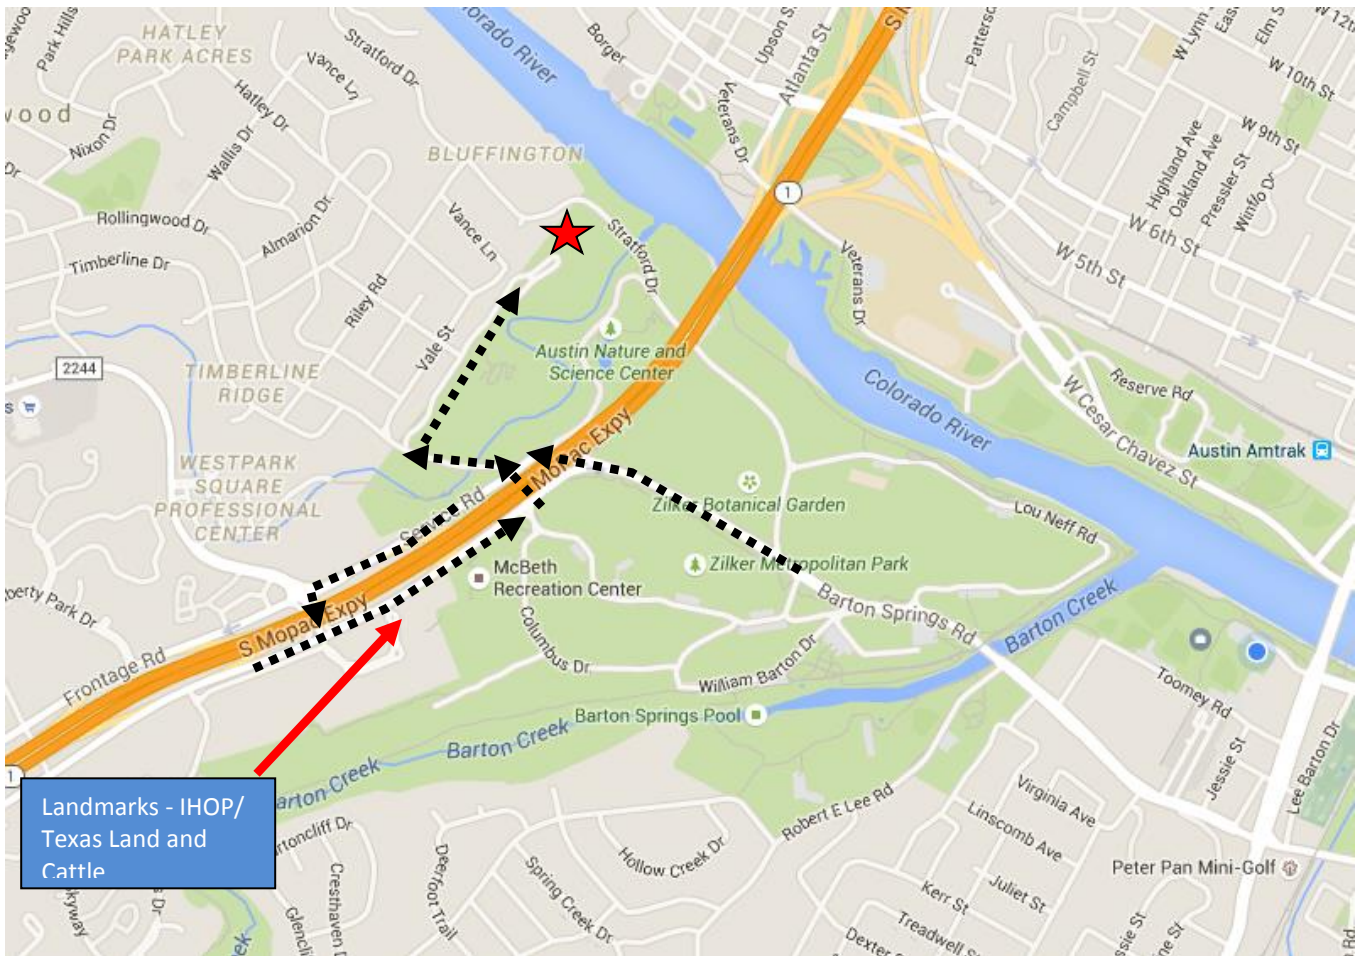 HATLEY
PARK ACRES
Park Hills
wood
Nixon Dr
Wallis Dr
Hatley Dr
Vance Ln
Stratford Dr
Colorado River
Borger
Upson St
Atlanta St
Veterans Dr
Patterson
Campbell St
W Lynn St
Elm St
W 12th
W 10th St
W 9th St
Highland Ave
Oakland Ave
Pressler St
Winflo Dr
W 6th St
W 5th St
BLUFFINGTON
1
Rollingwood Dr
Almarion Dr
Timberline Dr
Riley Rd
Vance Ln
Vale St
Stratford Dr
Veterans Dr
Austin Nature and
Science Center
2244
TIMBERLINE
RIDGE
Colorado River
Reserve Rd
W Cesar Chavez St
Austin Amtrak
WESTPARK
SQUARE
PROFESSIONAL
CENTER
Service Rd
MoPac Expy
Zilker Botanical Garden
Lou Neff Rd
McBeth
Recreation Center
Zilker Metropolitan Park
Barton Springs Rd
Barton Creek
S Mopac Expy
Frontage Rd
Columbus Dr
William Barton Dr
Barton Springs Pool
Barton Creek
Toomey Rd
Jessie St
Lee Barton Dr
1
Landmarks - IHOP/
Texas Land and
Cattle
Barton Creek
Deerfoot Trail
Spring Creek Dr
Hollow Creek Dr
Robert E Lee Rd
Virginia Ave
Linscomb Ave
Juliet St
Kerr St
Treadwell St
Dexter
Peter Pan Mini-Golf